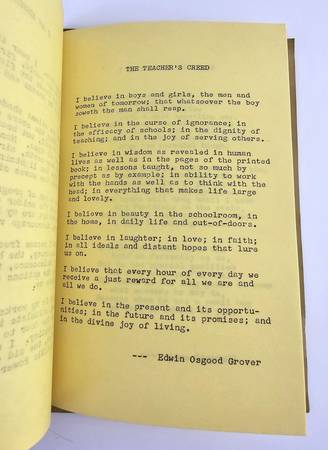 THE TEACHER'S CREED
I believe in boys and girls, the men and
women of tomorrow; that whatsoever the boy
soweth the man shall reap.
I believe in the curse of ignorance; in
the efficacy of schools; in the dignity of
teaching; and in the joy of serving others.
I believe in wisdom as revealed in human
lives as well as in the pages of the printed
book; in lessons taught, not so much by
precept as by example; in ability to work
with the hands as well as to think with the
head; in everything that makes life large
and lovely.
I believe in beauty in the schoolroom, in
the home, in daily life and out-of-doors.
I believe in laughter; in love; in faith;
in all ideals and distant hopes that lure
us on.
I believe that every hour of every day we
receive a just reward for all we are and
all we do.
I believe in the present and its opportu-
nities; in the future and its promises; and
in the divine joy of living.
--- Edwin Osgood Grover